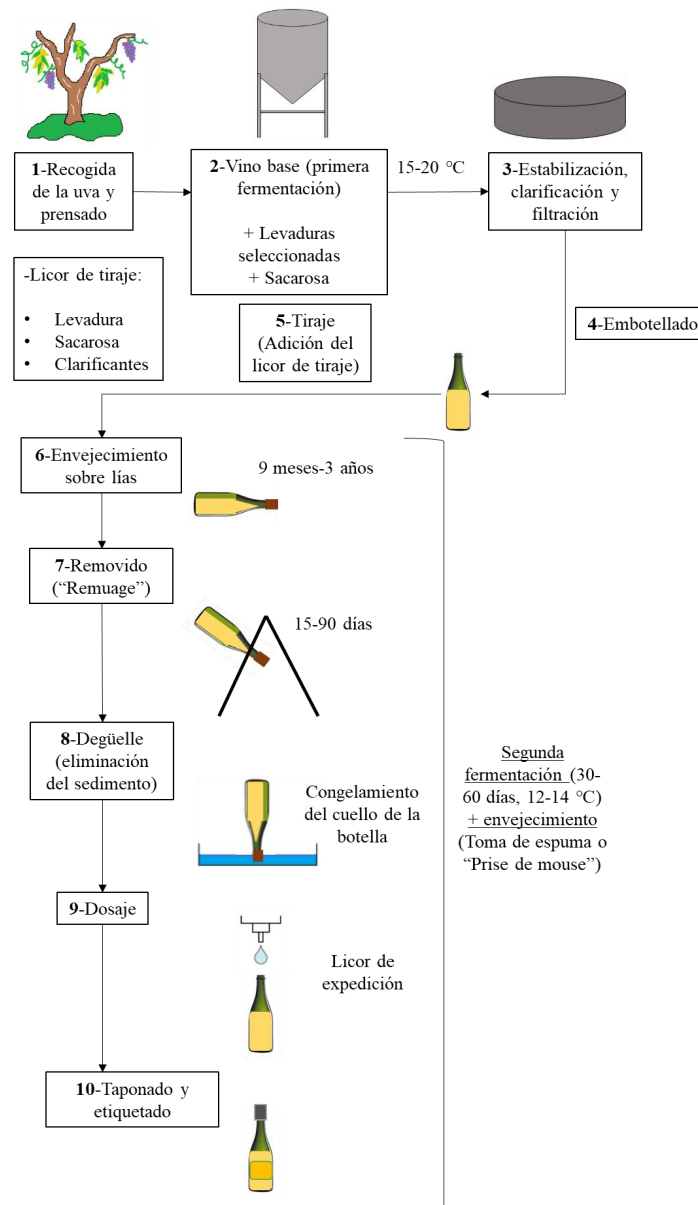 1-Recogida
de la uva y
prensado
2-Vino base (primera
fermentación)
+ Levaduras
seleccionadas
+ Sacarosa
15-20 °C
3-Estabilización,
clarificación y
filtración
-Licor de tiraje:
• Levadura
• Sacarosa
• Clarificantes
5-Tiraje
(Adición del
licor de tiraje)
4-Embotellado
6-Envejecimiento
sobre lías
9 meses-3 años
7-Removido
(“Remuage”)
15-90 días
8-Degüelle
(eliminación
del sedimento)
Congelamiento
del cuello de la
botella
Segunda
fermentación (30-
60 días, 12-14 °C)
+ envejecimiento
(Toma de espuma o
“Prise de mouse”)
9-Dosaje
Licor de
expedición
10-Taponado y
etiquetado